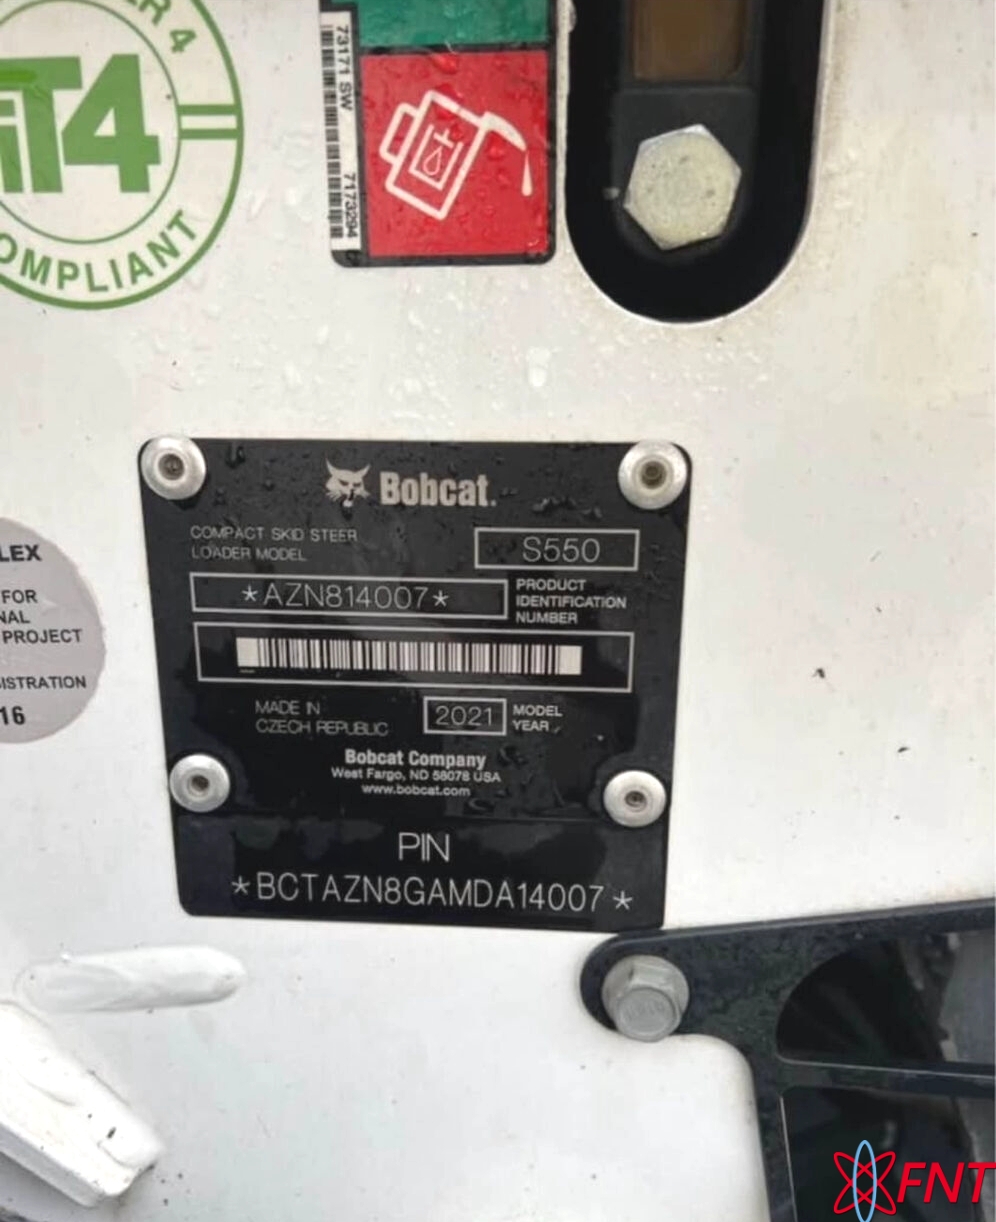 ER 4
iT4
OMPLIANT
73171 SW 7173294
LEX
FOR
NAL
PROJECT
ISTRATION
16
Bobcat.
COMPACT SKID STEER
LOADER MODEL
S550
*AZN814007*
PRODUCT
IDENTIFICATION
NUMBER
MADE IN
CZECH REPUBLIC
2021
MODEL
YEAR
Bobcat Company
West Fargo, ND 58078 USA
www.bobcat.com
PIN
*BCTAZN8GAMDA14007*
FNT